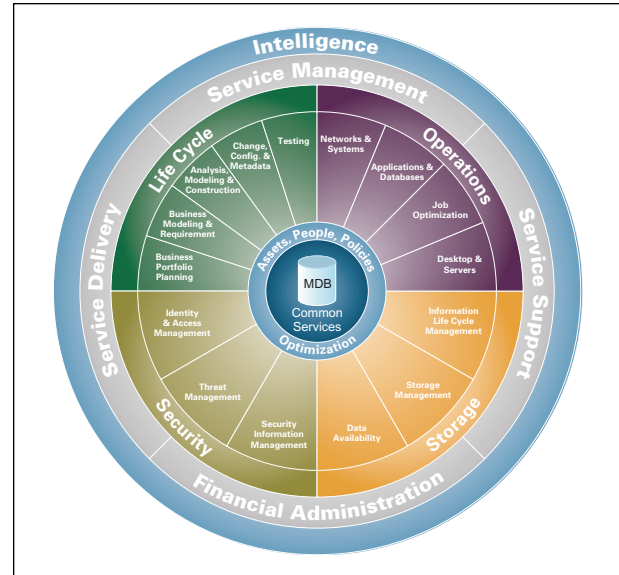 Intelligence
Service Management
Service Delivery
Service Support
Financial Administration
Life Cycle
Operations
Security
Storage
Testing
Change,
Config. &
Metadata
Analysis,
Modeling &
Construction
Business
Modeling &
Requirement
Business
Portfolio
Planning
Networks &
Systems
Applications &
Databases
Job
Optimization
Desktop &
Servers
Assets, People, Policies
MDB
Common
Services
Optimization
Identity
& Access
Management
Threat
Management
Security
Information
Management
Information
Life Cycle
Management
Storage
Management
Data
Availability